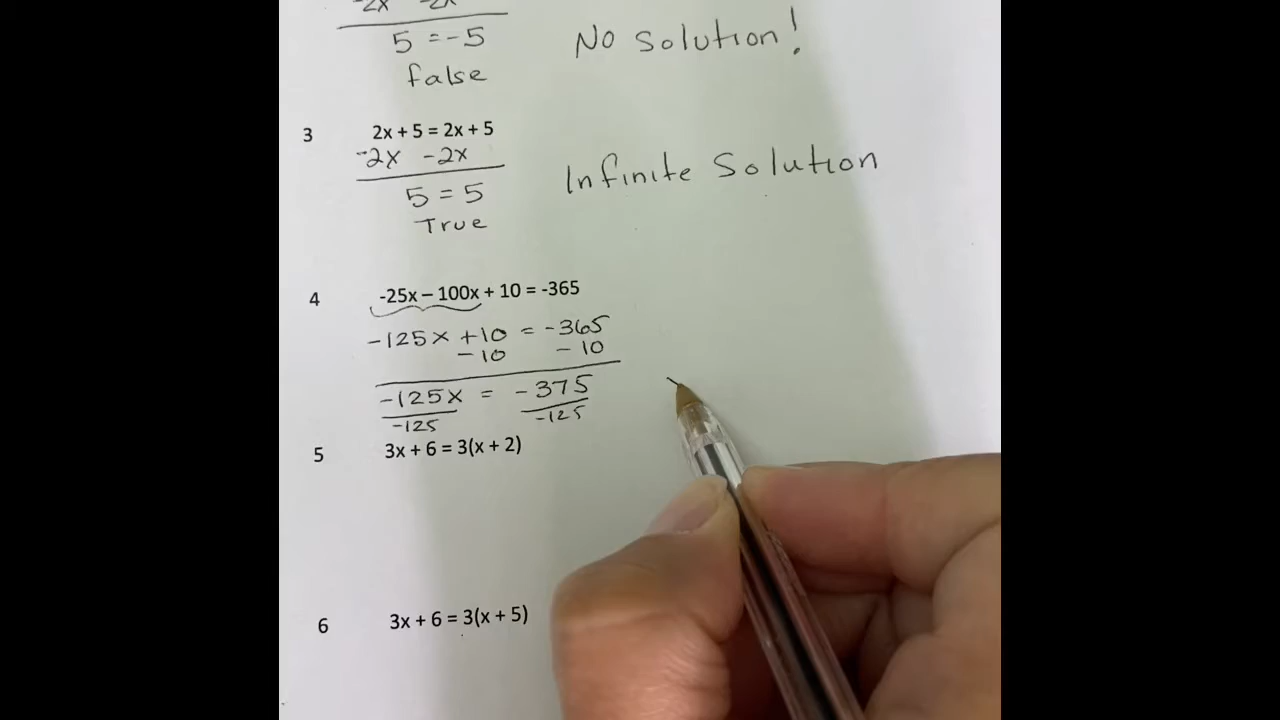 -2x -2x
5 = -5 No solution!
false
3 2x + 5 = 2x + 5
-2x -2x
5 = 5 Infinite Solution
True
4 -25x – 100x + 10 = -365
-125x +10 = -365
-10 -10
-125x = -375
-125 -125
5 3x + 6 = 3(x + 2)
6 3x + 6 = 3(x + 5)